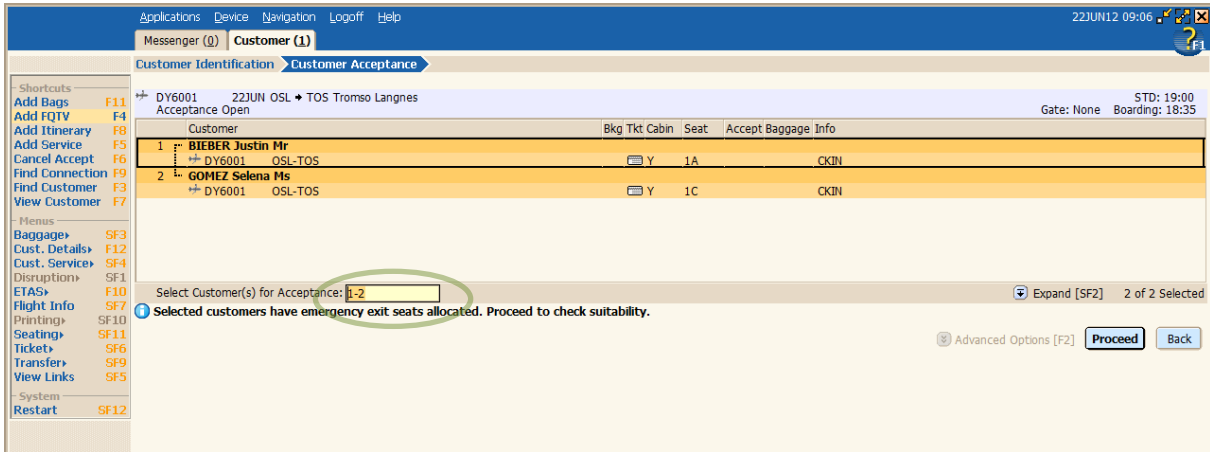 Applications Device Navigation Logoff Help 22JUN12 09:06
Messenger (0) Customer (1)
?F1
Customer Identification Customer Acceptance
Shortcuts
Add Bags F11
Add FQTV F4
Add Itinerary F8
Add Service F5
Cancel Accept F6
Find Connection F9
Find Customer F3
View Customer F7
Menus
Baggage SF3
Cust. Details F12
Cust. Service SF4
Disruption SF1
ETAS F10
Flight Info SF7
Printing SF10
Seating SF11
Ticket SF6
Transfer SF9
View Links SF5
System
Restart SF12
DY6001 22JUN OSL → TOS Tromso Langnes STD: 19:00
Acceptance Open Gate: None Boarding: 18:35
Customer Bkg Tkt Cabin Seat Accept Baggage Info
1 BIEBER Justin Mr
DY6001 OSL-TOS Y 1A CKIN
2 GOMEZ Selena Ms
DY6001 OSL-TOS Y 1C CKIN
Select Customer(s) for Acceptance: 1-2 Expand [SF2] 2 of 2 Selected
Selected customers have emergency exit seats allocated. Proceed to check suitability.
Advanced Options [F2] Proceed Back